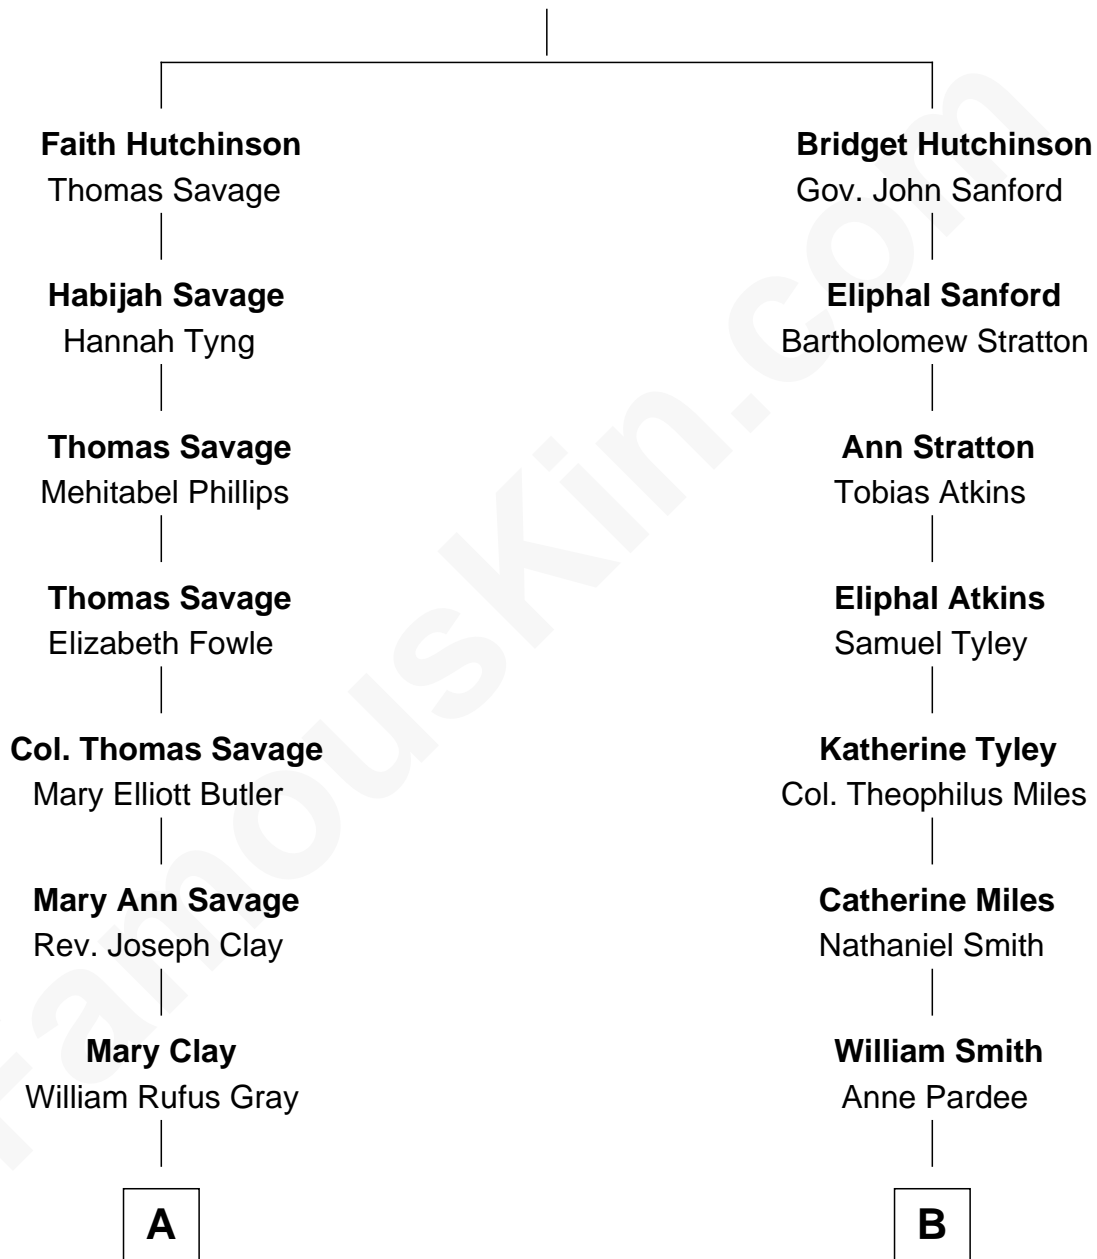 Faith Hutchinson
Thomas Savage
Bridget Hutchinson
Gov. John Sanford
Habijah Savage
Hannah Tyng
Eliphal Sanford
Bartholomew Stratton
Thomas Savage
Mehitabel Phillips
Ann Stratton
Tobias Atkins
Thomas Savage
Elizabeth Fowle
Eliphal Atkins
Samuel Tyley
Col. Thomas Savage
Mary Elliott Butler
Katherine Tyley
Col. Theophilus Miles
Mary Ann Savage
Rev. Joseph Clay
Catherine Miles
Nathaniel Smith
Mary Clay
William Rufus Gray
William Smith
Anne Pardee
A
B
FamousKin.com